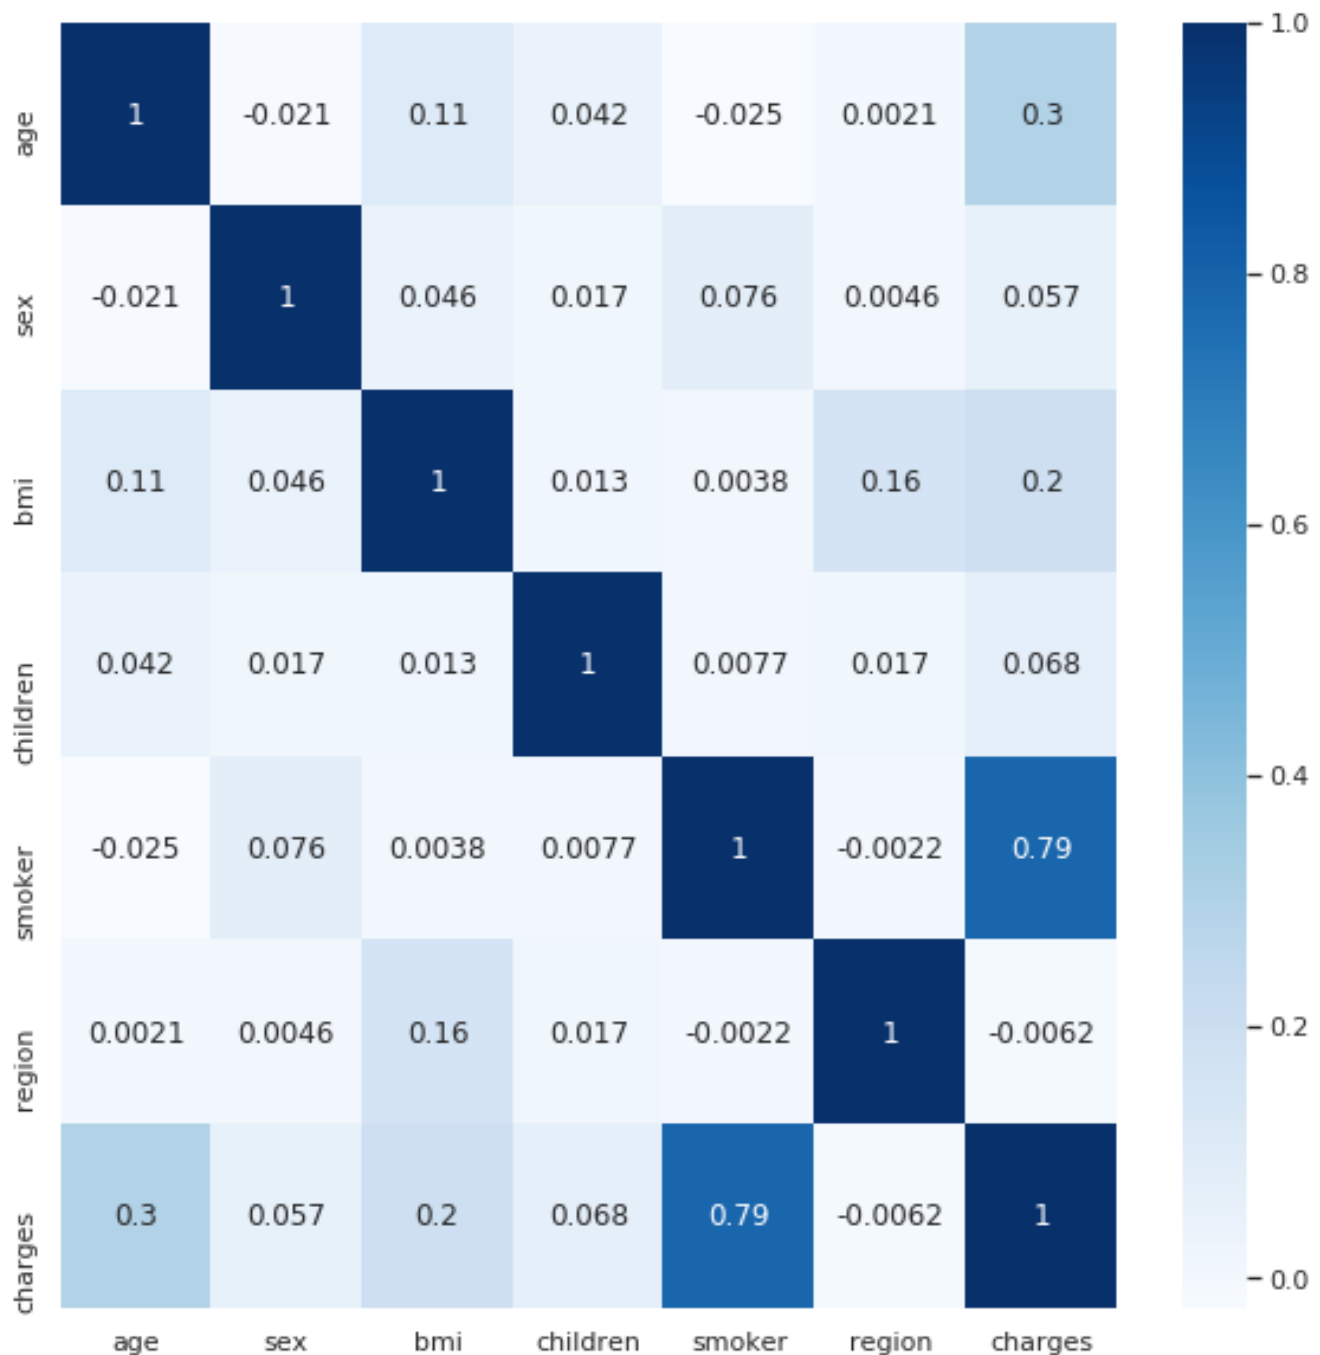 age 1 -0.021 0.11 0.042 -0.025 0.0021 0.3
sex -0.021 1 0.046 0.017 0.076 0.0046 0.057
bmi 0.11 0.046 1 0.013 0.0038 0.16 0.2
children 0.042 0.017 0.013 1 0.0077 0.017 0.068
smoker -0.025 0.076 0.0038 0.0077 1 -0.0022 0.79
region 0.0021 0.0046 0.16 0.017 -0.0022 1 -0.0062
charges 0.3 0.057 0.2 0.068 0.79 -0.0062 1
age sex bmi children smoker region charges
1.0
0.8
0.6
0.4
0.2
0.0